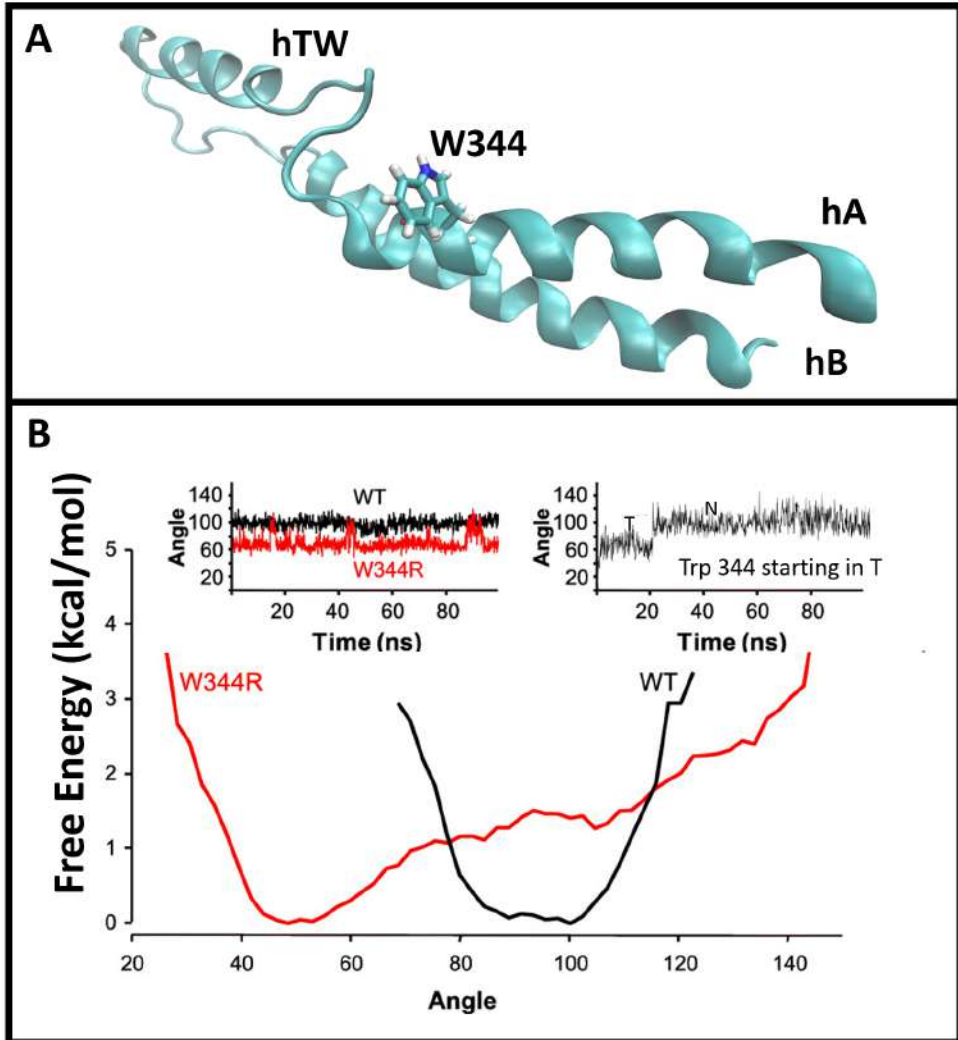 A
hTW
W344
hA
hB
B
Free Energy (kcal/mol)
5
4
3
2
1
0
20 40 60 80 100 120 140
Angle
W344R
WT
Angle
140
100
60
20
WT
W344R
20 40 60 80
Time (ns)
Angle
140
100
60
20
T
N
Trp 344 starting in T
20 40 60 80
Time (ns)